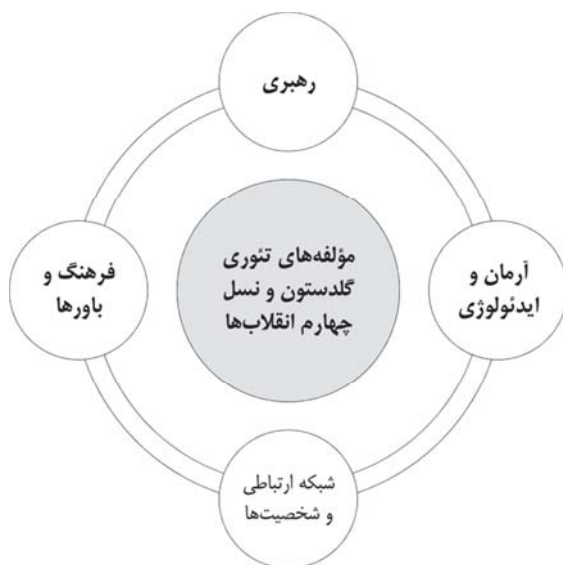 رهبری
مؤلفه‌های تئوری
گلدستون و نسل
چهارم انقلاب‌ها
آرمان و
ایدئولوژی
فرهنگ و
باورها
شبکه ارتباطی
و شخصیت‌ها